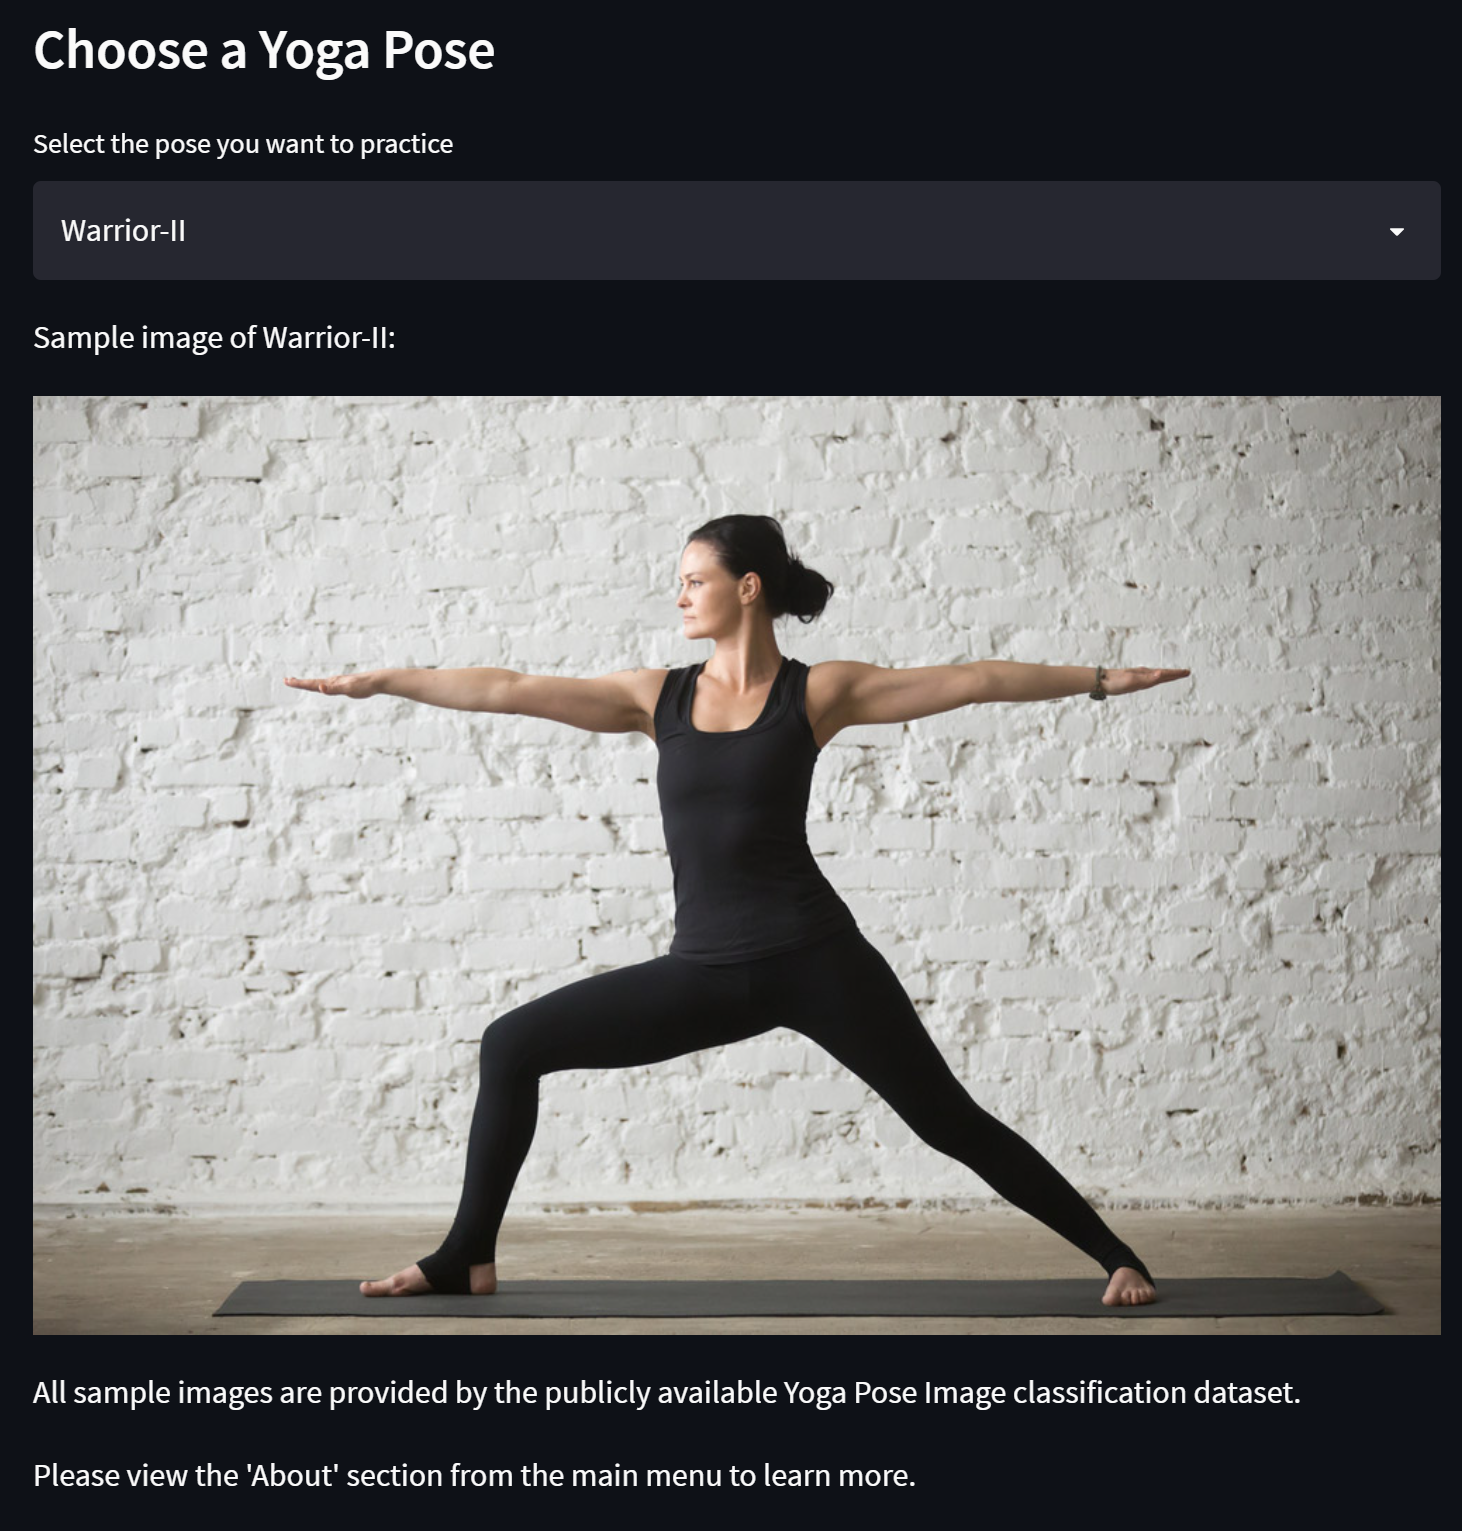 Choose a Yoga Pose
Select the pose you want to practice
Warrior-II
Sample image of Warrior-II:
All sample images are provided by the publicly available Yoga Pose Image classification dataset.
Please view the 'About' section from the main menu to learn more.